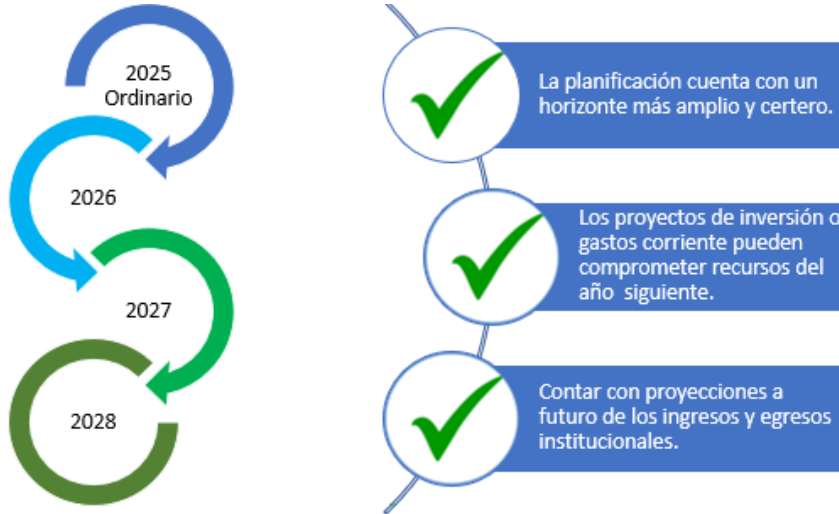 2025
Ordinario
2026
2027
2028
La planificación cuenta con un
horizonte más amplio y certero.
Los proyectos de inversión o
gastos corriente pueden
comprometer recursos del
año siguiente.
Contar con proyecciones a
futuro de los ingresos y egresos
institucionales.